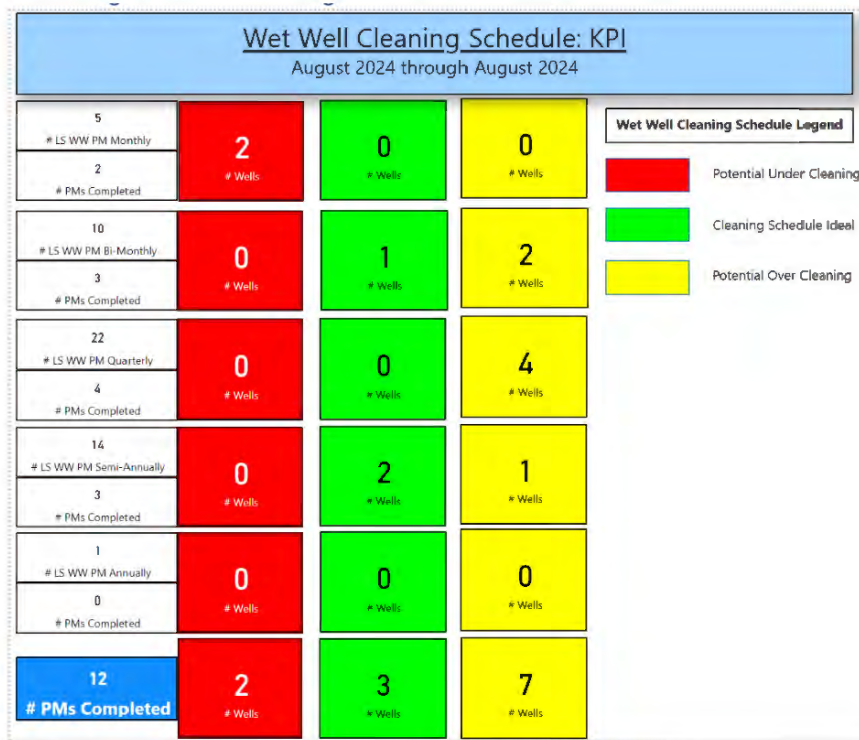 Wet Well Cleaning Schedule: KPI
August 2024 through August 2024
5
# LS WW PM Monthly
2
# PMs Completed
2
# Wells
0
# Wells
0
# Wells
Wet Well Cleaning Schedule Legend
Potential Under Cleaning
Cleaning Schedule Ideal
Potential Over Cleaning
10
# LS WW PM Bi-Monthly
3
# PMs Completed
0
# Wells
1
# Wells
2
# Wells
22
# LS WW PM Quarterly
4
# PMs Completed
0
# Wells
0
# Wells
4
# Wells
14
# LS WW PM Semi-Annually
3
# PMs Completed
0
# Wells
2
# Wells
1
# Wells
1
# LS WW PM Annually
0
# PMs Completed
0
# Wells
0
# Wells
0
# Wells
12
# PMs Completed
2
# Wells
3
# Wells
7
# Wells